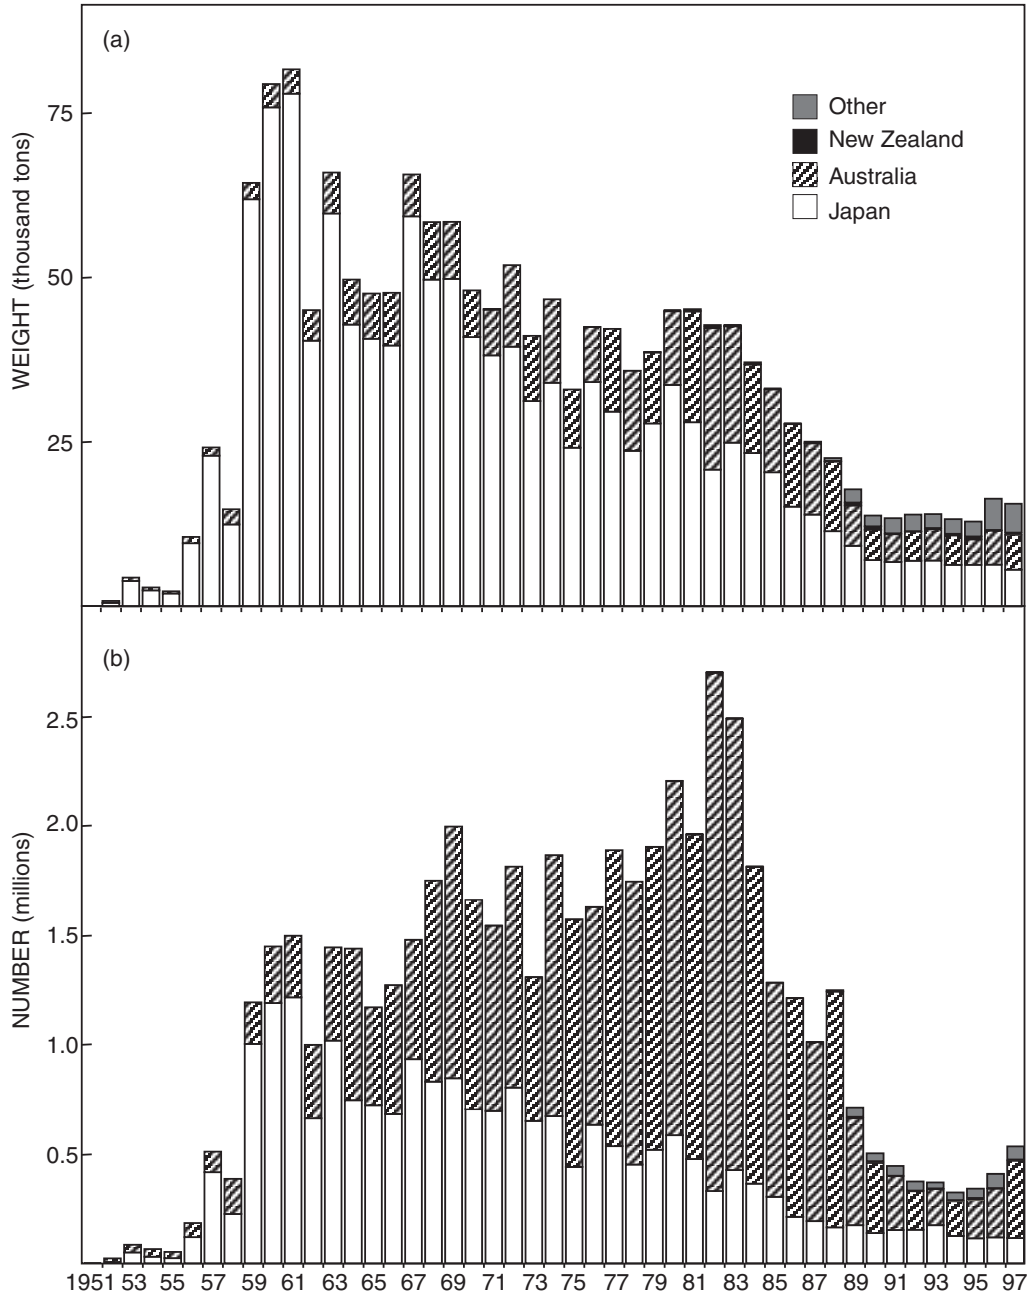 (a)
75
50
25
WEIGHT (thousand tons)
Other
New Zealand
Australia
Japan
(b)
2.5
2.0
1.5
1.0
0.5
NUMBER (millions)
1951 53 55 57 59 61 63 65 67 69 71 73 75 77 79 81 83 85 87 89 91 93 95 97